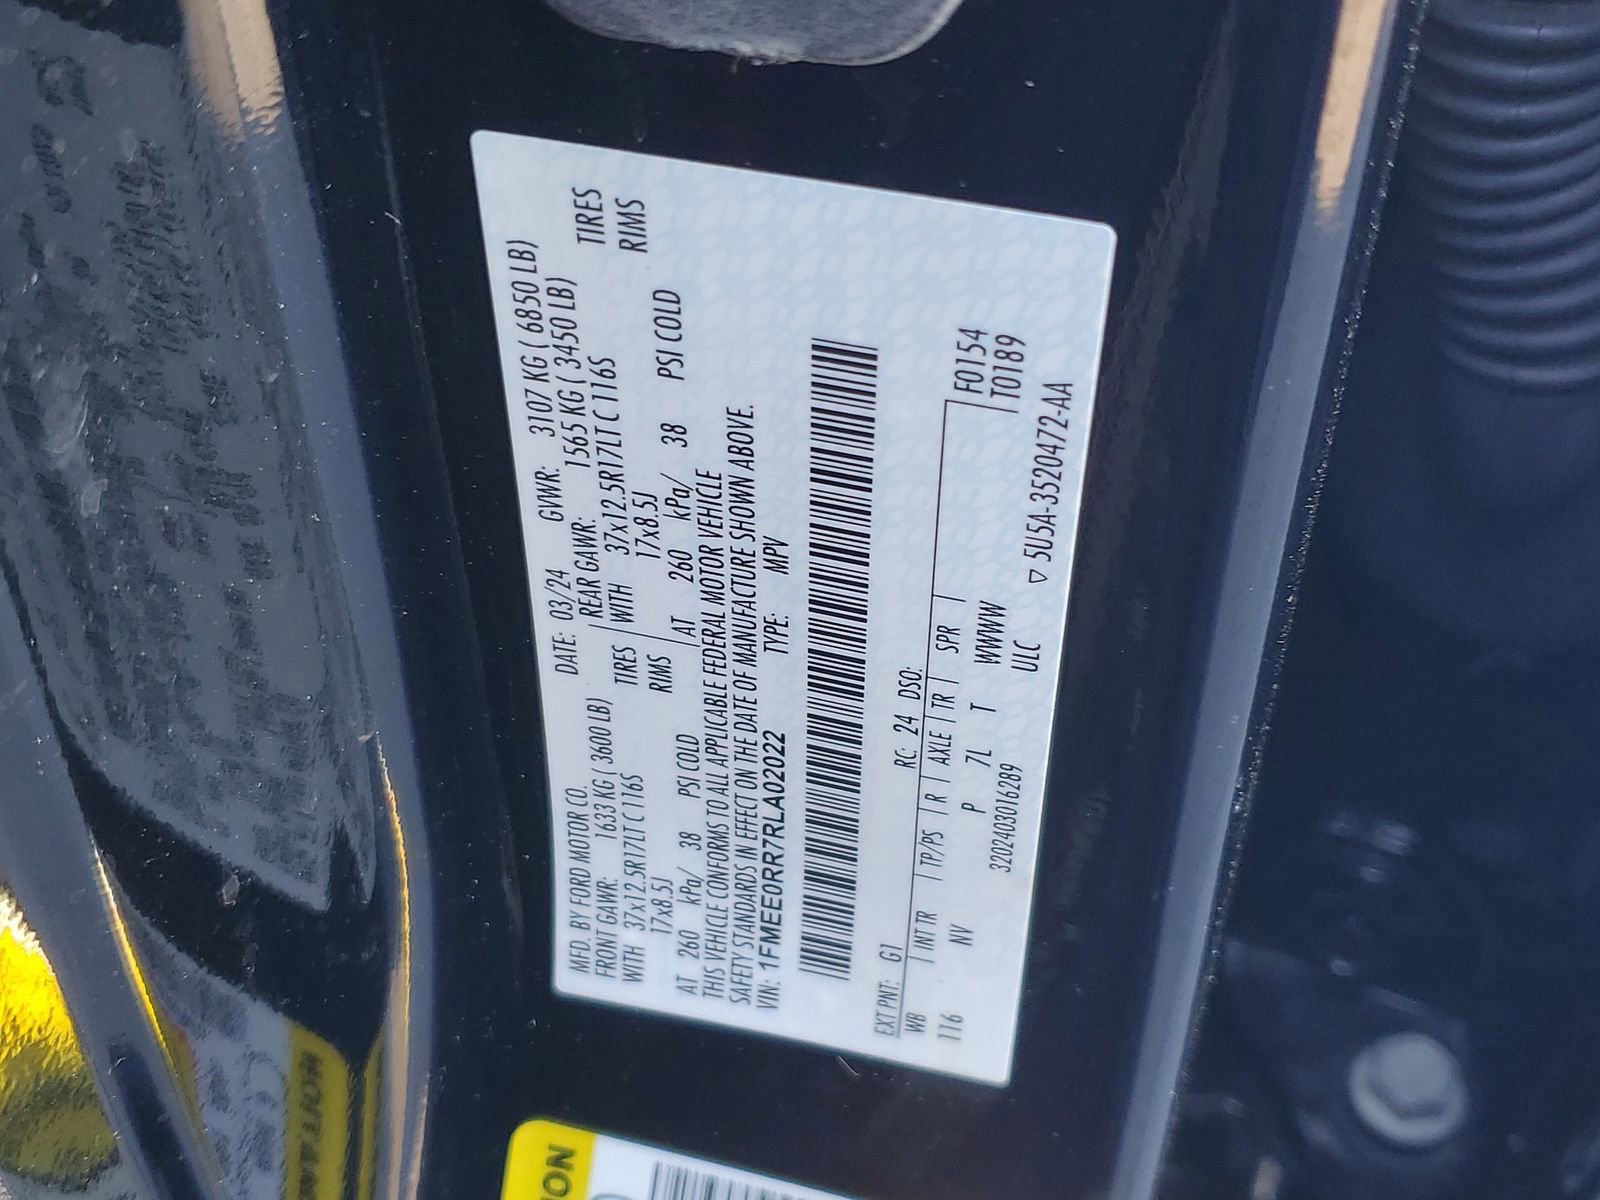 MFD. BY FORD MOTOR CO. DATE: 03/24 GVWR: 3107 KG ( 6850 LB)
FRONT GAWR: 1633 KG ( 3600 LB) REAR GAWR: 1565 KG ( 3450 LB)
WITH 37x12.5R17LT C 116S TIRES WITH 37x12.5R17LT C 116S TIRES
17x8.5J RIMS 17x8.5J RIMS
AT 260 kPa/ 38 PSI COLD AT 260 kPa/ 38 PSI COLD
THIS VEHICLE CONFORMS TO ALL APPLICABLE FEDERAL MOTOR VEHICLE
SAFETY STANDARDS IN EFFECT ON THE DATE OF MANUFACTURE SHOWN ABOVE.
VIN: 1FMEE0RR7RLA02022 TYPE: MPV
EXT PNT: G1 RC: 24 DSO: F0154
WB INT TR TP/PS R AXLE TR SPR T0189
116 NV P 7L T WWWW
3202403016289 ULC ▽ 5U5A-3520472-AA